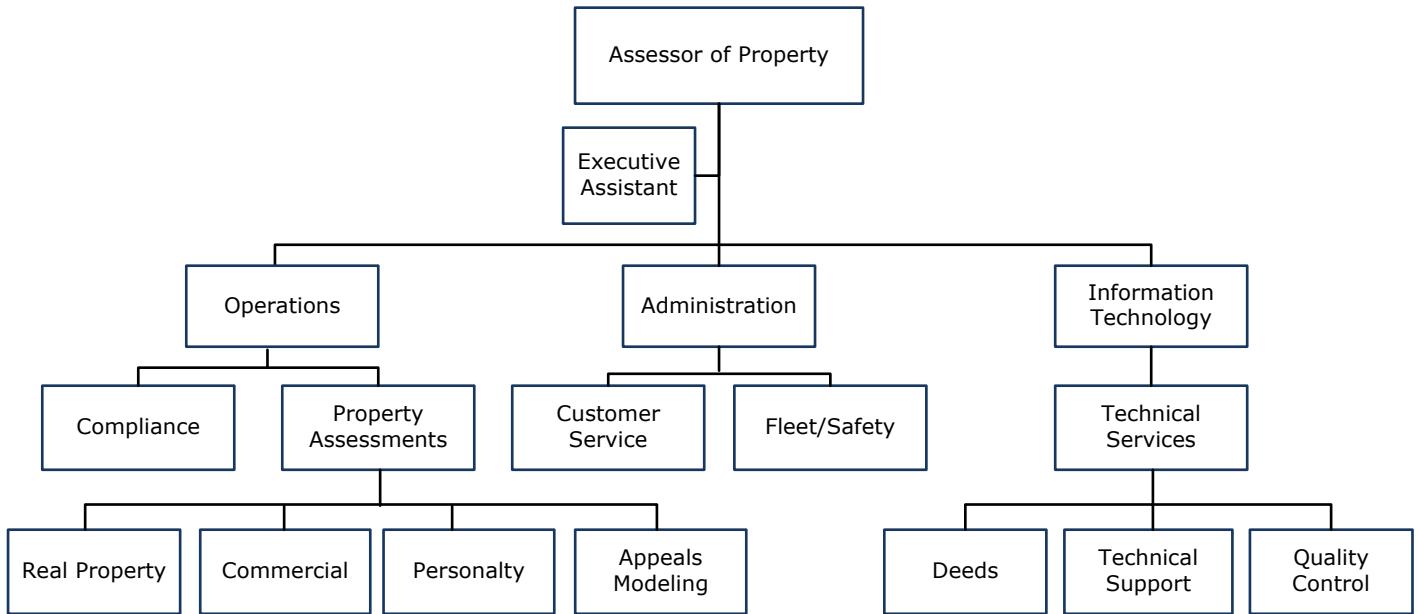 Assessor of Property
Executive
Assistant
Operations
Administration
Information
Technology
Compliance
Property
Assessments
Customer
Service
Fleet/Safety
Technical
Services
Real Property
Commercial
Personalty
Appeals
Modeling
Deeds
Technical
Support
Quality
Control